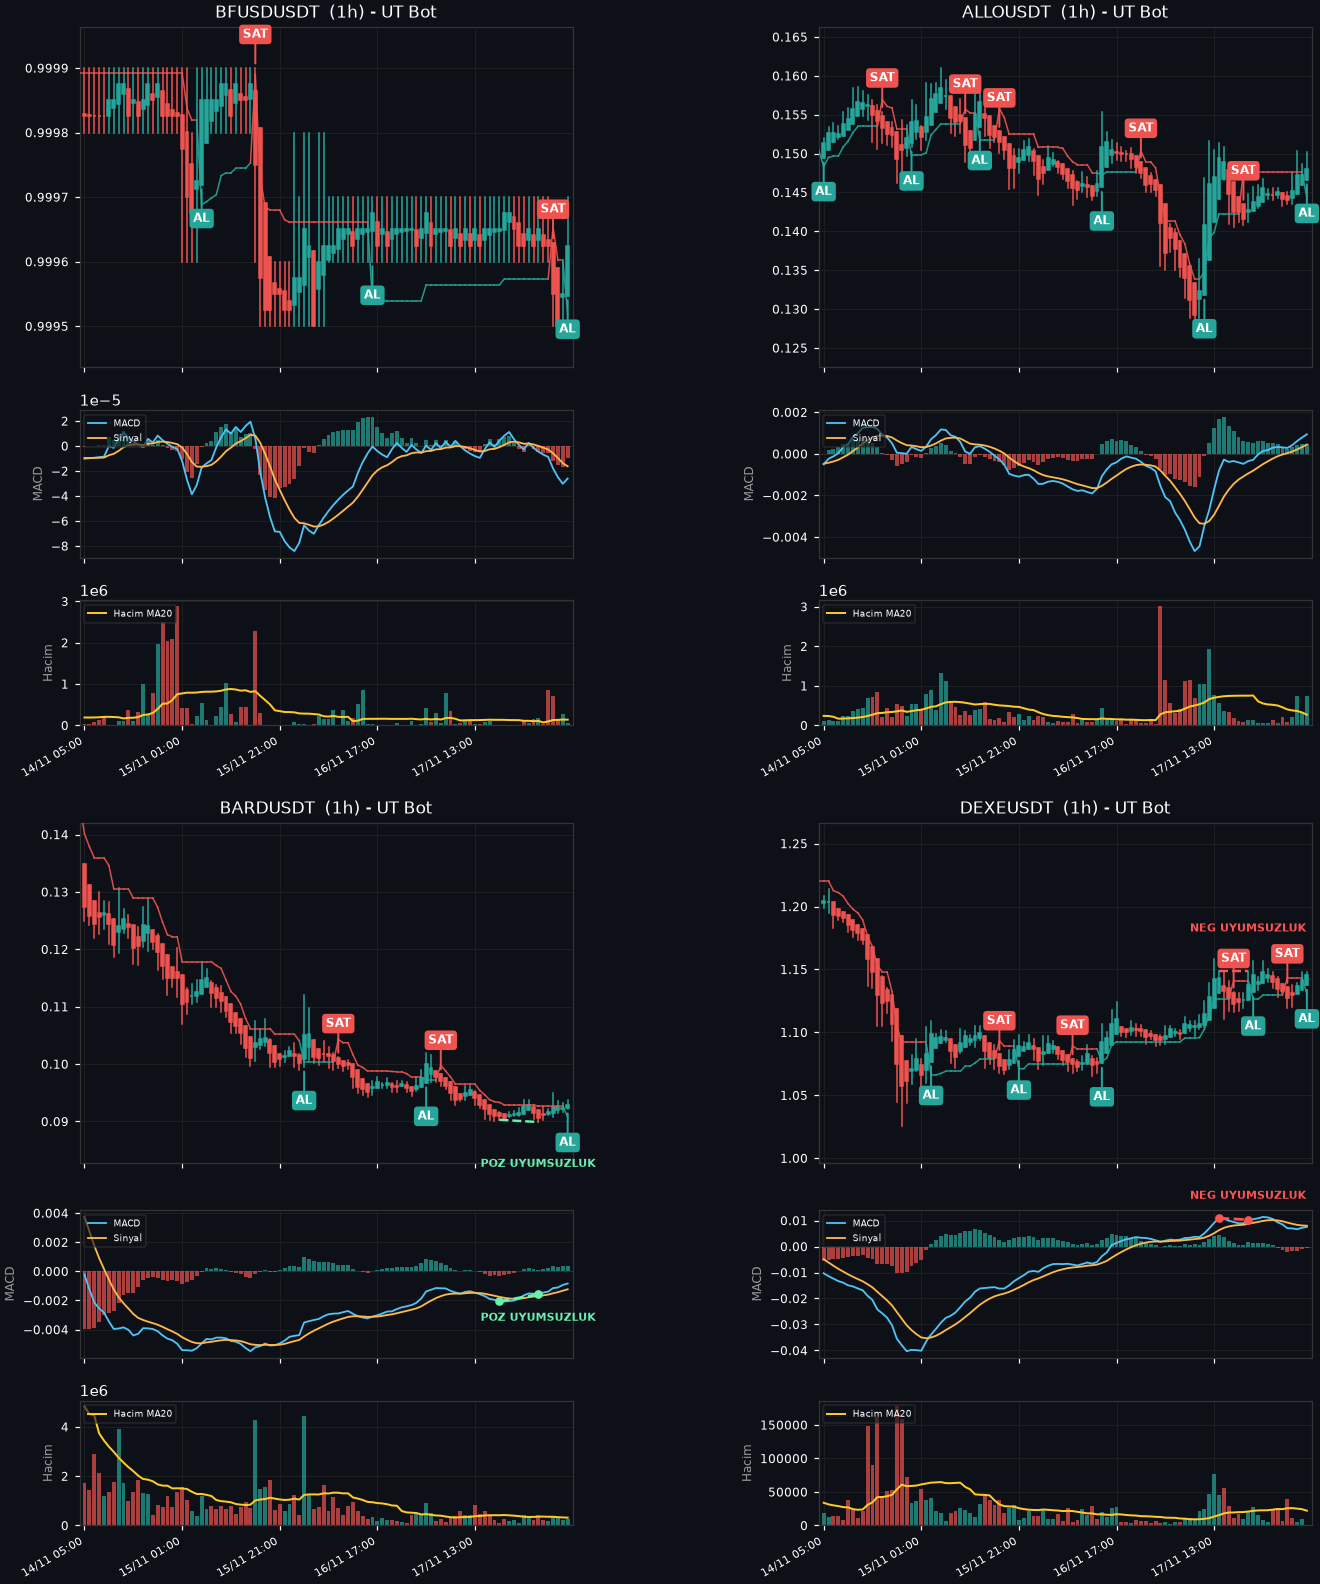 BFUSDUSDT  (1h) - UT Bot
SAT
0.9999
0.9998
0.9997
0.9996
0.9995
AL
SAT
AL
AL
1e−5
MACD
Sinyal
2
0
−2
−4
−6
−8
MACD
1e6
Hacim MA20
3
2
1
0
Hacim
14/11 05:00
15/11 01:00
15/11 21:00
16/11 17:00
17/11 13:00
ALLOUSDT  (1h) - UT Bot
0.165
0.160
0.155
0.150
0.145
0.140
0.135
0.130
0.125
SAT
SAT
SAT
SAT
SAT
AL
AL
AL
AL
AL
AL
MACD
Sinyal
0.002
0.000
−0.002
−0.004
MACD
1e6
Hacim MA20
3
2
1
0
Hacim
14/11 05:00
15/11 01:00
15/11 21:00
16/11 17:00
17/11 13:00
BARDUSDT  (1h) - UT Bot
0.14
0.13
0.12
0.11
0.10
0.09
SAT
SAT
AL
AL
AL
POZ UYUMSUZLUK
MACD
Sinyal
0.004
0.002
0.000
−0.002
−0.004
MACD
POZ UYUMSUZLUK
1e6
Hacim MA20
4
2
0
Hacim
14/11 05:00
15/11 01:00
15/11 21:00
16/11 17:00
17/11 13:00
DEXEUSDT  (1h) - UT Bot
1.25
1.20
1.15
1.10
1.05
1.00
NEG UYUMSUZLUK
SAT
SAT
SAT
SAT
AL
AL
AL
AL
AL
NEG UYUMSUZLUK
MACD
Sinyal
0.01
0.00
−0.01
−0.02
−0.03
−0.04
MACD
Hacim MA20
150000
100000
50000
0
Hacim
14/11 05:00
15/11 01:00
15/11 21:00
16/11 17:00
17/11 13:00